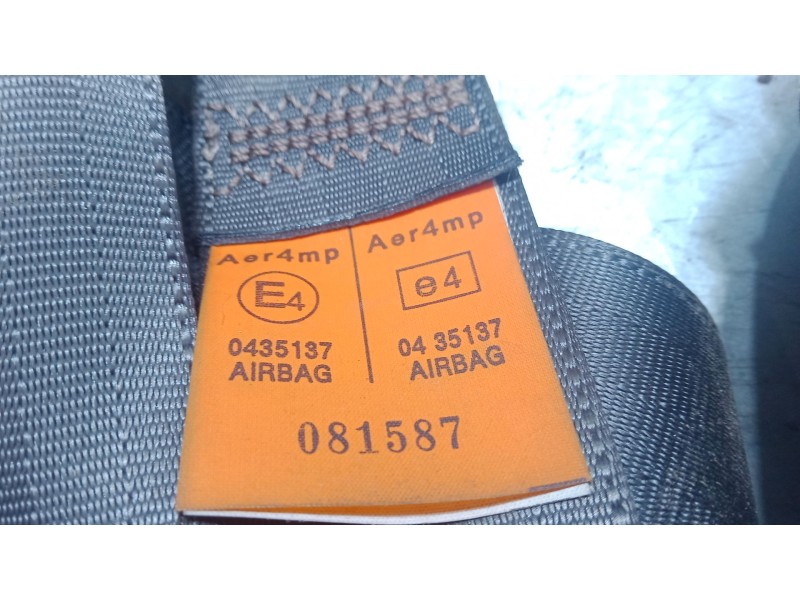 Aer4mp
E4
0435137
AIRBAG
Aer4mp
e4
04 35137
AIRBAG
081587